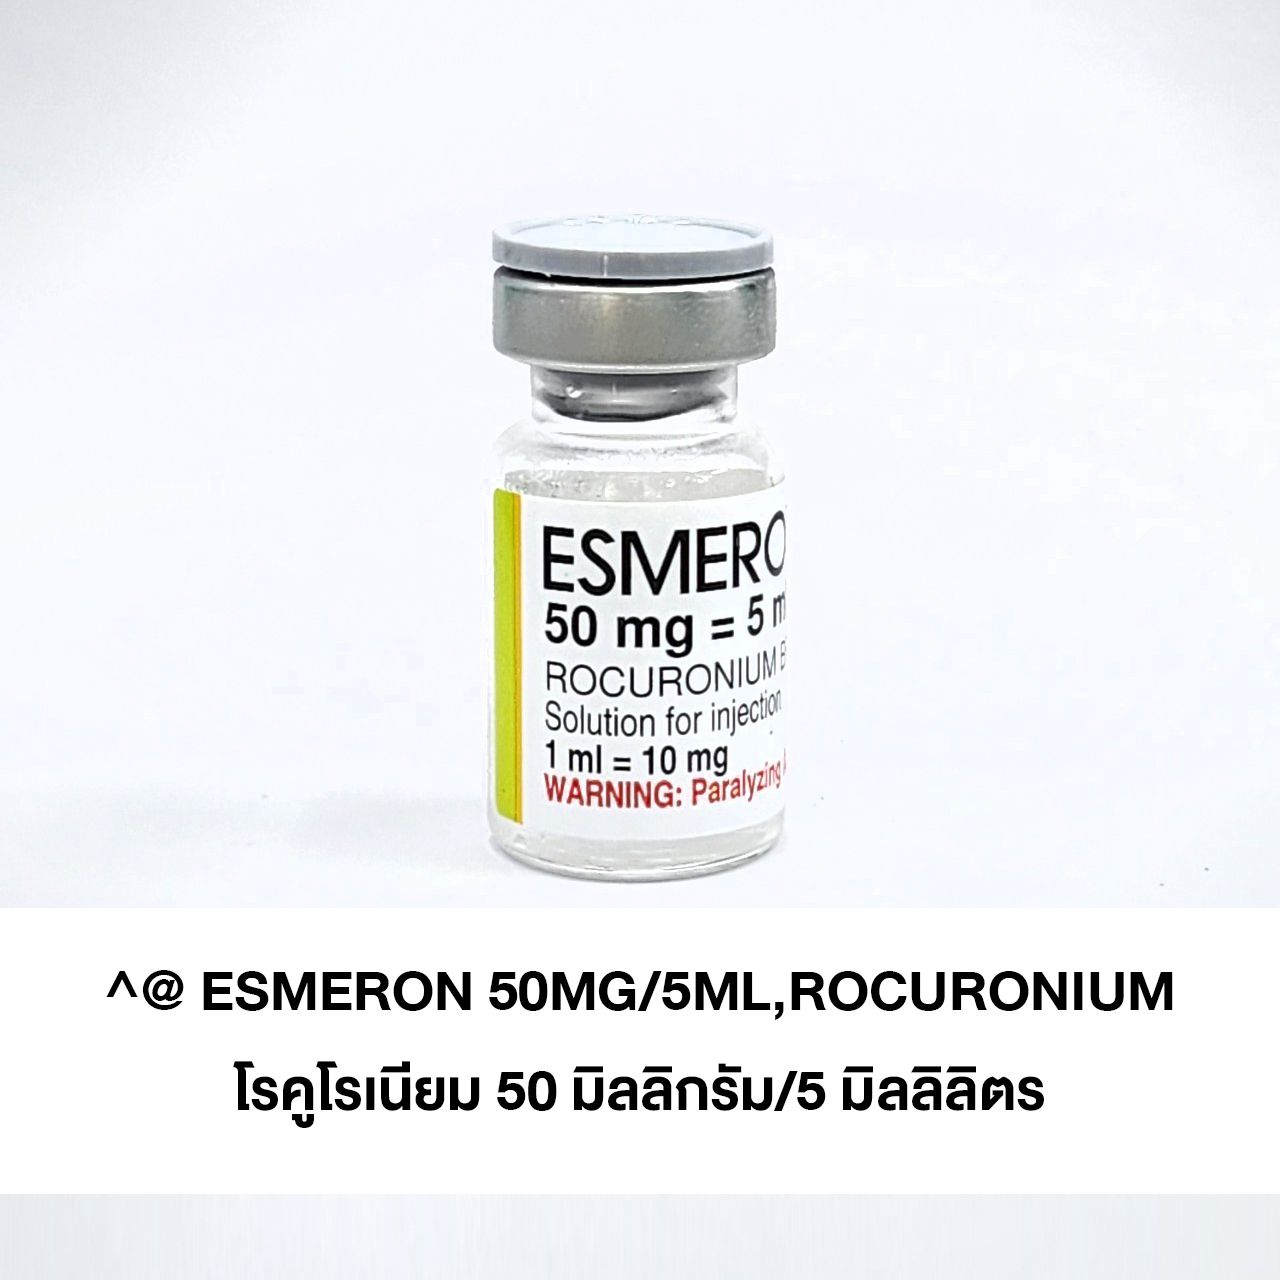 ESMERO
50 mg = 5 ml
ROCURONIUM
Solution for injection
1 ml = 10 mg
WARNING: Paralyzing
^@ ESMERON 50MG/5ML,ROCURONIUM
โรคูโรเนียม 50 มิลลิกรัม/5 มิลลิลิตร